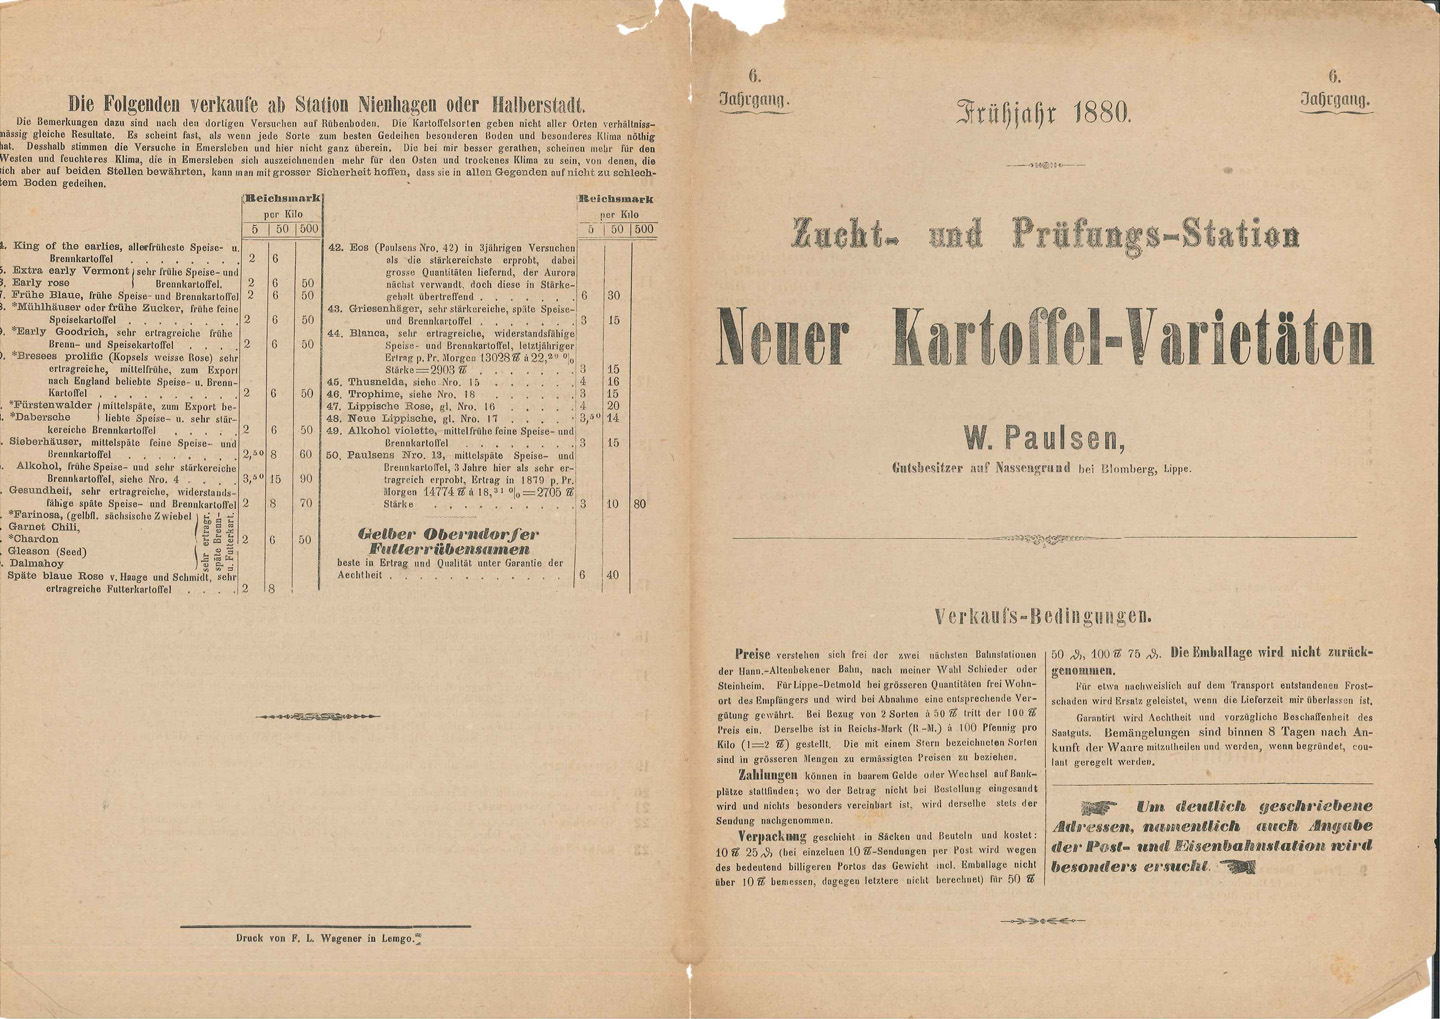 Die Folgenden verkaufe ab Station Nienhagen oder Halberstadt.
Die Bemerkungen dazu sind nach den dortigen Versuchen auf Rübenboden. Die Kartoffelsorten geben nicht aller Orten verhältniss-
mässig gleiche Resultate. Es scheint fast, als wenn jede Sorte zum besten Gedeihen besonderen Boden und besonderes Klima nöthig
hat. Desshalb stimmen die Versuche in Emersleben und hier nicht ganz überein. Die bei mir besser gerathen, scheinen mehr für den
Westen und feuchteres Klima, die in Emersleben sich auszeichnenden mehr für den Osten und trockenes Klima zu sein, von denen, die
sich aber auf beiden Stellen bewährten, kann man mit grosser Sicherheit hoffen, dass sie in allen Gegenden auf nicht zu schlech-
tem Boden gedeihen.
Reichsmark
per Kilo
5 | 50 | 500
King of the earlies, allerfrüheste Speise- u.
Brennkartoffel . . . . . . . . 2 6
Extra early Vermont } sehr frühe Speise- und
Early rose } Brennkartoffel. 2 6 50
Frühe Blaue, frühe Speise- und Brennkartoffel 2 6 50
*Mühlhäuser oder frühe Zucker, frühe feine
Speisekartoffel . . . . . . . . 2 6 50
*Early Goodrich, sehr ertragreiche frühe
Brenn- und Speisekartoffel . . . . 2 6 50
*Bresees prolific (Kopsels weisse Rose) sehr
ertragreiche, mittelfrühe, zum Export
nach England beliebte Speise- u. Brenn-
Kartoffel . . . . . . . . . . 2 6 50
*Fürstenwalder } mittelspäte, zum Export be-
*Dabersche } liebte Speise- u. sehr stär-
kereiche Brennkartoffel . . . . . 2 6 50
Sieberhäuser, mittelspäte feine Speise- und
Brennkartoffel . . . . . . . . 2,50 8 60
Alkohol, frühe Speise- und sehr stärkereiche
Brennkartoffel, siehe Nro. 4 . . . . 3,50 15 90
Gesundheit, sehr ertragreiche, widerstands-
fähige späte Speise- und Brennkartoffel 2 8 70
*Farinosa, (gelbfl. sächsische Zwiebel
Garnet Chili,
*Chardon 2 6 50
Gleason (Seed)
Dalmahoy
sehr ertragr.
späte Brenn-
u. Futterkart.
Späte blaue Rose v. Haage und Schmidt, sehr
ertragreiche Futterkartoffel . . . . 2 8
Reichsmark
per Kilo
5 | 50 | 500
42. Eos (Paulsens Nro. 42) in 3jährigen Versuchen
als die stärkereichste erprobt, dabei
grosse Quantitäten liefernd, der Aurora
nächst verwandt, doch diese in Stärke-
gehalt übertreffend . . . . . . . 6 30
43. Griesenhäger, sehr stärkereiche, späte Speise-
und Brennkartoffel . . . . . . . 3 15
44. Blanca, sehr ertragreiche, widerstandsfähige
Speise- und Brennkartoffel, letztjähriger
Ertrag p. Pr. Morgen 13028 ℔ à 22,29 %
Stärke=2903 ℔ . . . . . . . 3 15
45. Thusnelda, siehe Nro. 15 . . . . . . 4 16
46. Trophime, siehe Nro. 18 . . . . . . 3 15
47. Lippische Rose, gl. Nro. 16 . . . . . 4 20
48. Neue Lippische, gl. Nro. 17 . . . . . 3,50 14
49. Alkohol violette, mittelfrühe feine Speise- und
Brennkartoffel . . . . . . . . 3 15
50. Paulsens Nro. 13, mittelspäte Speise- und
Brennkartoffel, 3 Jahre hier als sehr er-
tragreich erprobt, Ertrag in 1879 p. Pr.
Morgen 14774 ℔ à 18,31 %=2705 ℔
Stärke . . . . . . . . . . 3 10 80
Gelber Oberndorfer
Futterrübensamen
beste in Ertrag und Qualität unter Garantie der
Aechtheit . . . . . . . . . . . 6 40
Druck von F. L. Wagener in Lemgo.
6.
Jahrgang.
6.
Jahrgang.
Frühjahr 1880.
Zucht- und Prüfungs-Station
Neuer Kartoffel-Varietäten
W. Paulsen,
Gutsbesitzer auf Nassengrund bei Blomberg, Lippe.
Verkaufs-Bedingungen.
Preise verstehen sich frei der zwei nächsten Bahnstationen
der Hann.-Altenbekener Bahn, nach meiner Wahl Schieder oder
Steinheim. Für Lippe-Detmold bei grösseren Quantitäten frei Wohn-
ort des Empfängers und wird bei Abnahme eine entsprechende Ver-
gütung gewährt. Bei Bezug von 2 Sorten à 50 ℔ tritt der 100 ℔
Preis ein. Derselbe ist in Reichs-Mark (R.-M.) à 100 Pfennig pro
Kilo (1=2 ℔) gestellt. Die mit einem Stern bezeichneten Sorten
sind in grösseren Mengen zu ermässigten Preisen zu beziehen.
Zahlungen können in baarem Gelde oder Wechsel auf Bank-
plätze stattfinden; wo der Betrag nicht bei Bestellung eingesandt
wird und nichts besonders vereinbart ist, wird derselbe stets der
Sendung nachgenommen.
Verpackung geschieht in Säcken und Beuteln und kostet:
10 ℔ 25 ₰ (bei einzelnen 10 ℔-Sendungen per Post wird wegen
des bedeutend billigeren Portos das Gewicht incl. Emballage nicht
über 10 ℔ bemessen, dagegen letztere nicht berechnet) für 50 ℔
50 ₰, 100 ℔ 75 ₰. Die Emballage wird nicht zurück-
genommen.
Für etwa nachweislich auf dem Transport entstandenen Frost-
schaden wird Ersatz geleistet, wenn die Lieferzeit mir überlassen ist.
Garantirt wird Aechtheit und vorzügliche Beschaffenheit des
Saatguts. Bemängelungen sind binnen 8 Tagen nach An-
kunft der Waare mitzutheilen und werden, wenn begründet, cou-
lant geregelt werden.
Um deutlich geschriebene
Adressen, namentlich auch Angabe
der Post- und Eisenbahnstation wird
besonders ersucht.